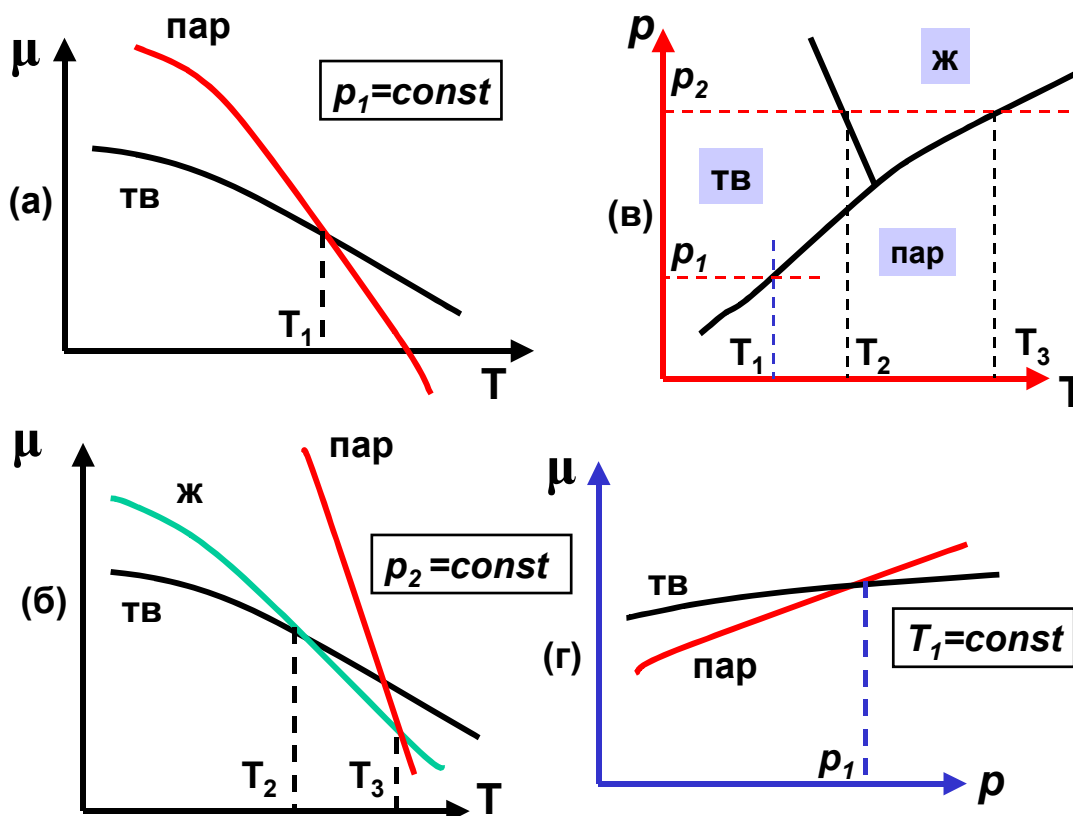 (а)
μ
пар
p₁=const
тв
T₁
T
(в)
p
p₂
ж
тв
p₁
пар
T₁
T₂
T₃
T
(б)
μ
ж
пар
p₂ =const
тв
T₂
T₃
T
(г)
μ
тв
пар
T₁=const
p₁
p